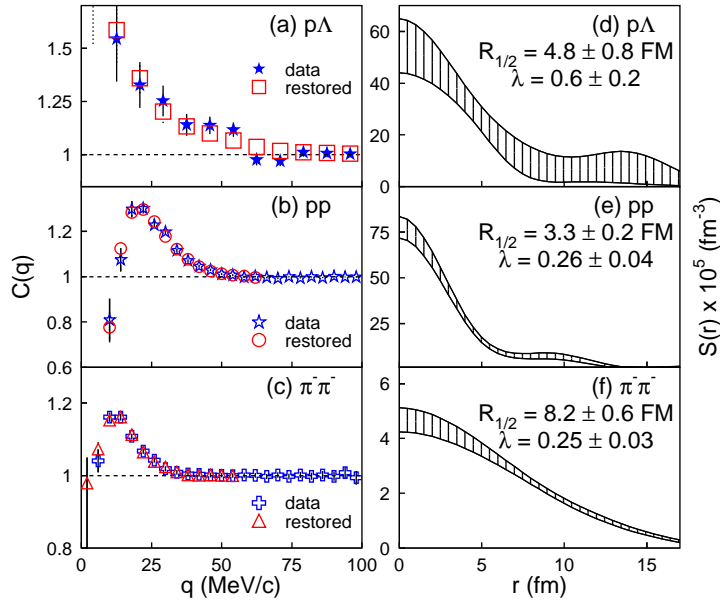 (a) pΛ
1.5
1.25
1
data
restored
(b) pp
1.2
1
0.8
0.6
data
restored
(c) π⁻π⁻
1.2
1
0.8
data
restored
0 25 50 75 100
q (MeV/c)
C(q)
(d) pΛ
R1/2 = 4.8 ± 0.8 FM
λ = 0.6 ± 0.2
60
40
20
0
(e) pp
R1/2 = 3.3 ± 0.2 FM
λ = 0.26 ± 0.04
75
50
25
(f) π⁻π⁻
R1/2 = 8.2 ± 0.6 FM
λ = 0.25 ± 0.03
6
4
2
0
0 5 10 15
r (fm)
S(r) x 10⁵ (fm⁻³)